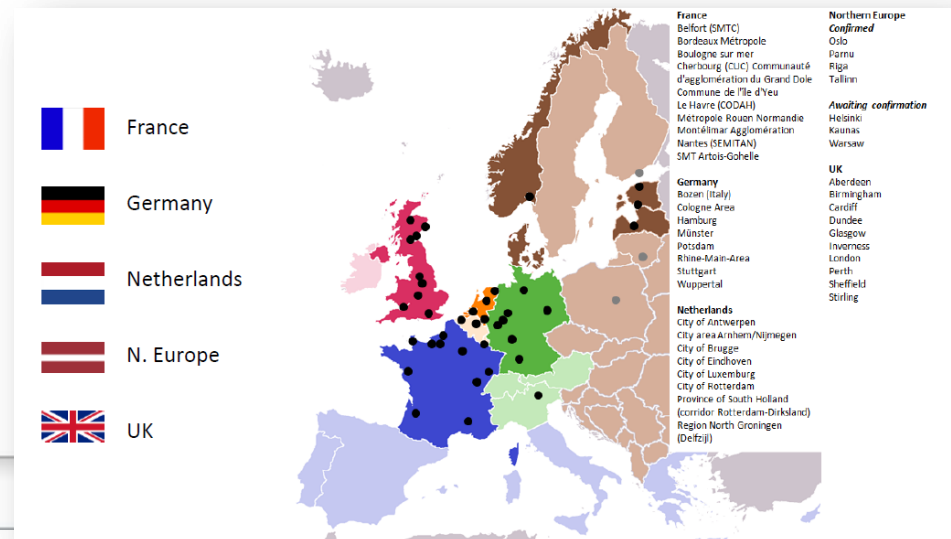 France
Germany
Netherlands
N. Europe
UK
France
Belfort (SMTC)
Bordeaux Métropole
Boulogne sur mer
Cherbourg (CUC) Communauté
d'agglomération du Grand Dole
Commune de l'île d'Yeu
Le Havre (CODAH)
Métropole Rouen Normandie
Montélimar Agglomération
Nantes (SEMITAN)
SMT Artois-Gohelle
Germany
Bozen (Italy)
Cologne Area
Hamburg
Münster
Potsdam
Rhine-Main-Area
Stuttgart
Wuppertal
Netherlands
City of Antwerpen
City area Arnhem/Nijmegen
City of Brugge
City of Eindhoven
City of Luxemburg
City of Rotterdam
Province of South Holland
(corridor Rotterdam-Dirksland)
Region North Groningen
(Delfzijl)
Northern Europe
Confirmed
Oslo
Parnu
Riga
Tallinn
Awaiting confirmation
Helsinki
Kaunas
Warsaw
UK
Aberdeen
Birmingham
Cardiff
Dundee
Glasgow
Inverness
London
Perth
Sheffield
Stirling